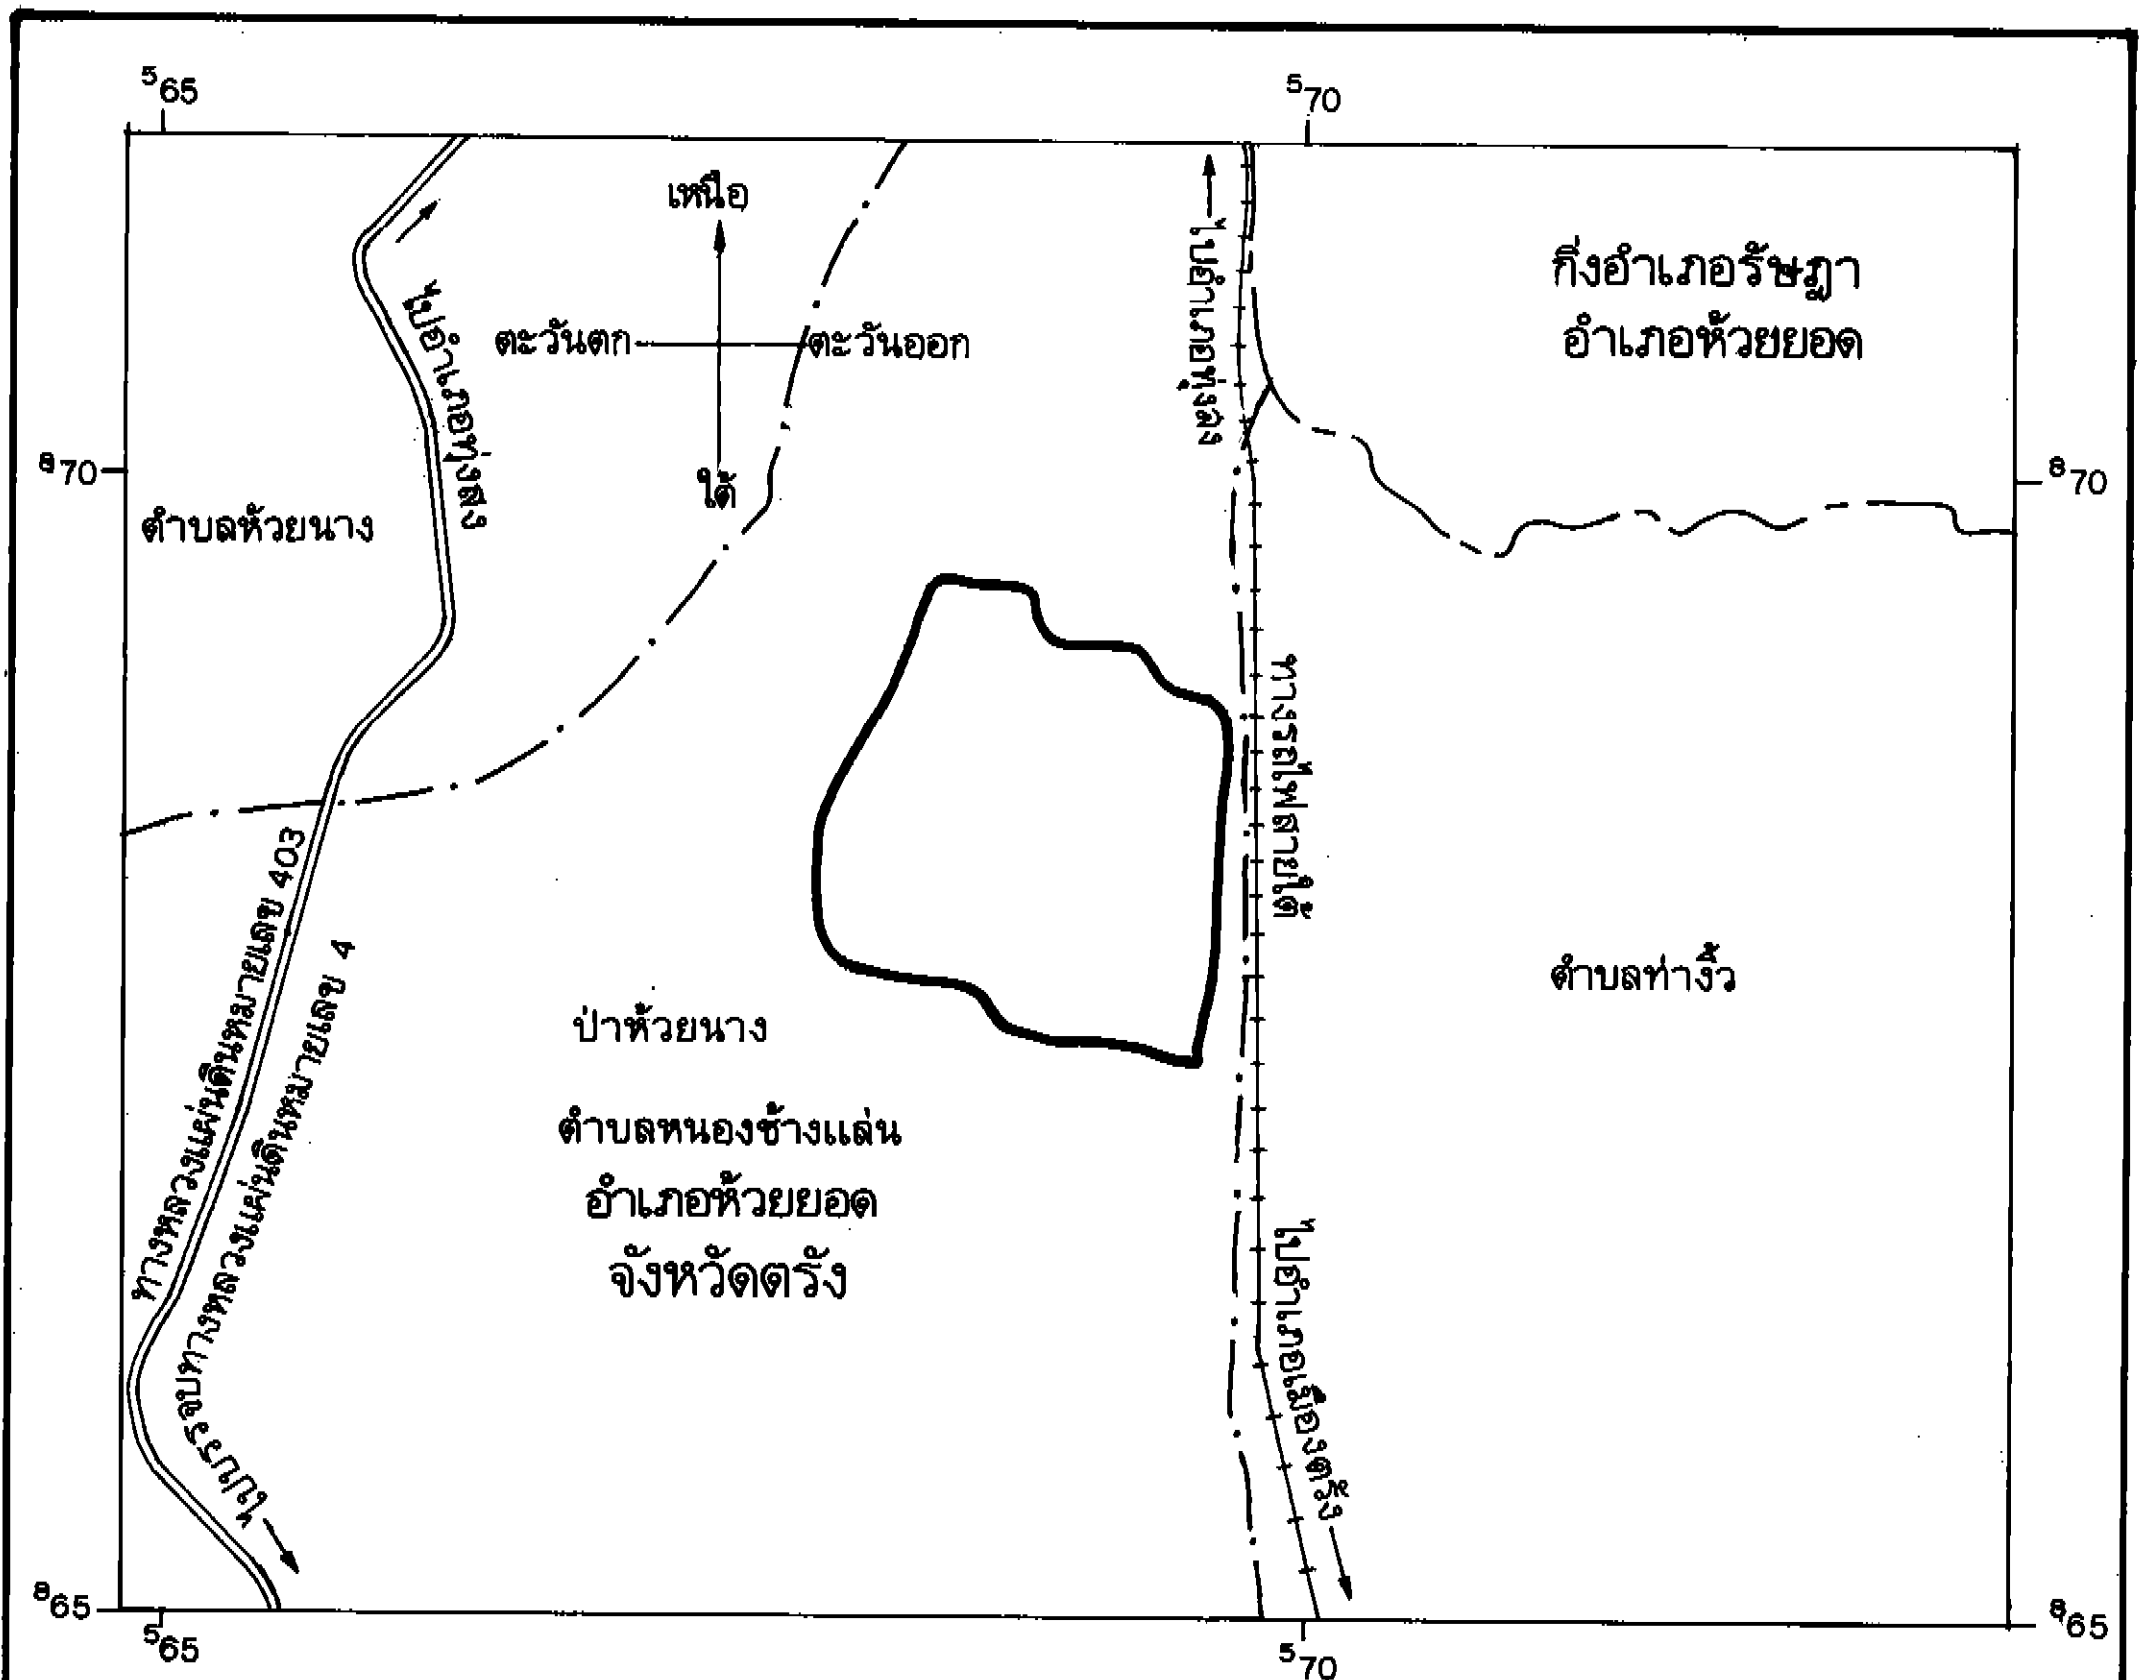 565
570
เหนือ
ตะวันตก
ตะวันออก
ใต้
ไปอำเภอทุ่งสง
ไปอำเภอทุ่งสง
กิ่งอำเภอรัษฎา
อำเภอห้วยยอด
870
870
ตำบลห้วยนาง
ทางรถไฟสายใต้
ทางหลวงแผ่นดินหมายเลข 403
ไปบรรจบทางหลวงแผ่นดินหมายเลข 4
ป่าห้วยนาง
ตำบลท่างิ้ว
ตำบลหนองช้างแล่น
อำเภอห้วยยอด
จังหวัดตรัง
ไปอำเภอเมืองตรัง
865
865
565
570